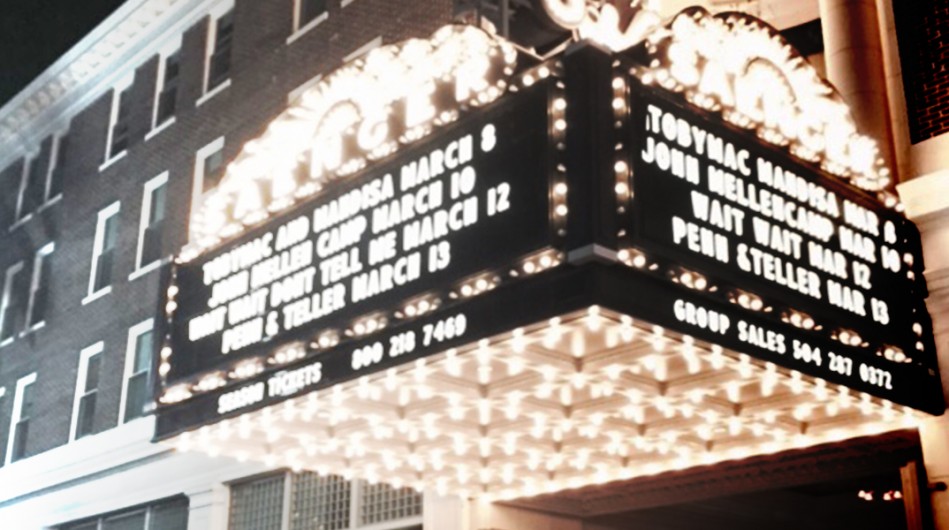 SAENGER
TOBYMAC AND MANDISA MARCH 8
JOHN MELLEN CAMP MARCH 10
WAIT WAIT DONT TELL ME MARCH 12
PENN & TELLER MARCH 13
SEASON TICKETS 800 218 7469
SAENGER
TOBYMAC MANDISA MAR 8
JOHN MELLENCAMP MAR 10
WAIT WAIT MAR 12
PENN &TELLER MAR 13
GROUP SALES 504 287 0372